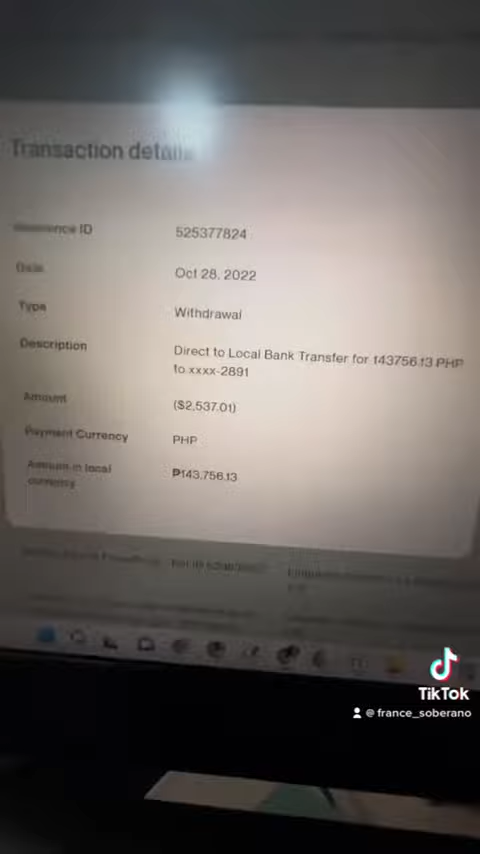 Transaction details
ID
525377824
Date
Oct 28, 2022
Type
Withdrawal
Description
Direct to Local Bank Transfer for 143756.13 PHP
to xxxx-2891
Amount
($2,537.01)
Payment Currency
PHP
Amount in local
currency
₱143,756.13
TikTok
@france_soberano